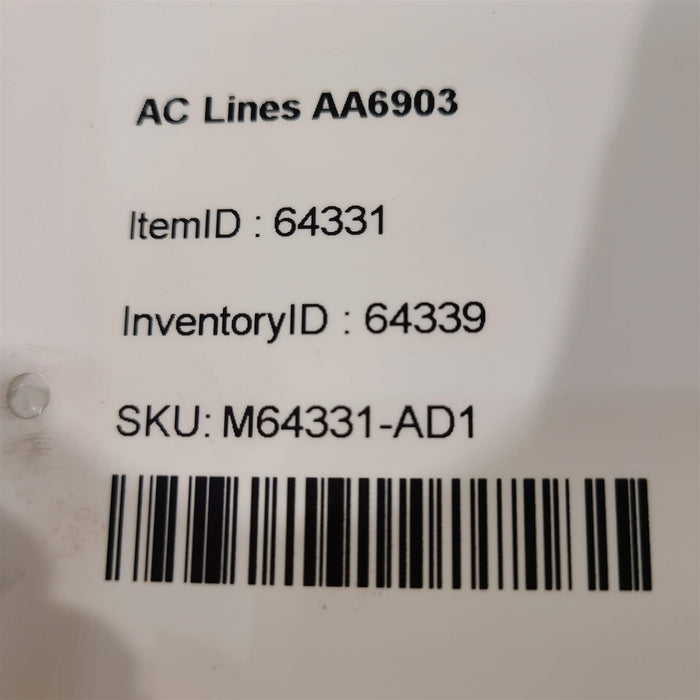 AC Lines AA6903
ItemID : 64331
InventoryID : 64339
SKU: M64331-AD1